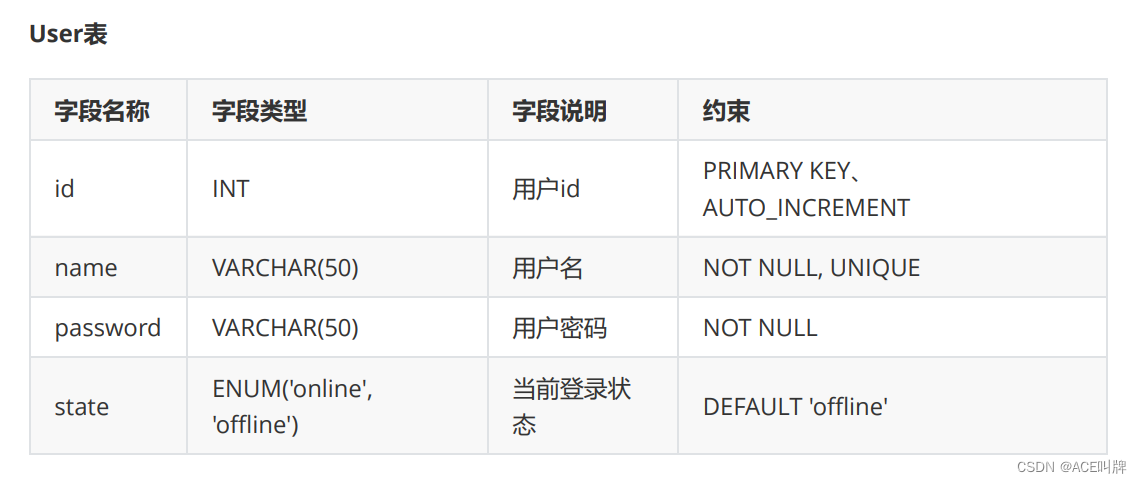 User表
字段名称 字段类型 字段说明 约束
id INT 用户id PRIMARY KEY、
AUTO_INCREMENT
name VARCHAR(50) 用户名 NOT NULL, UNIQUE
password VARCHAR(50) 用户密码 NOT NULL
state ENUM('online', 'offline') 当前登录状态 DEFAULT 'offline'
CSDN @ACE叫牌